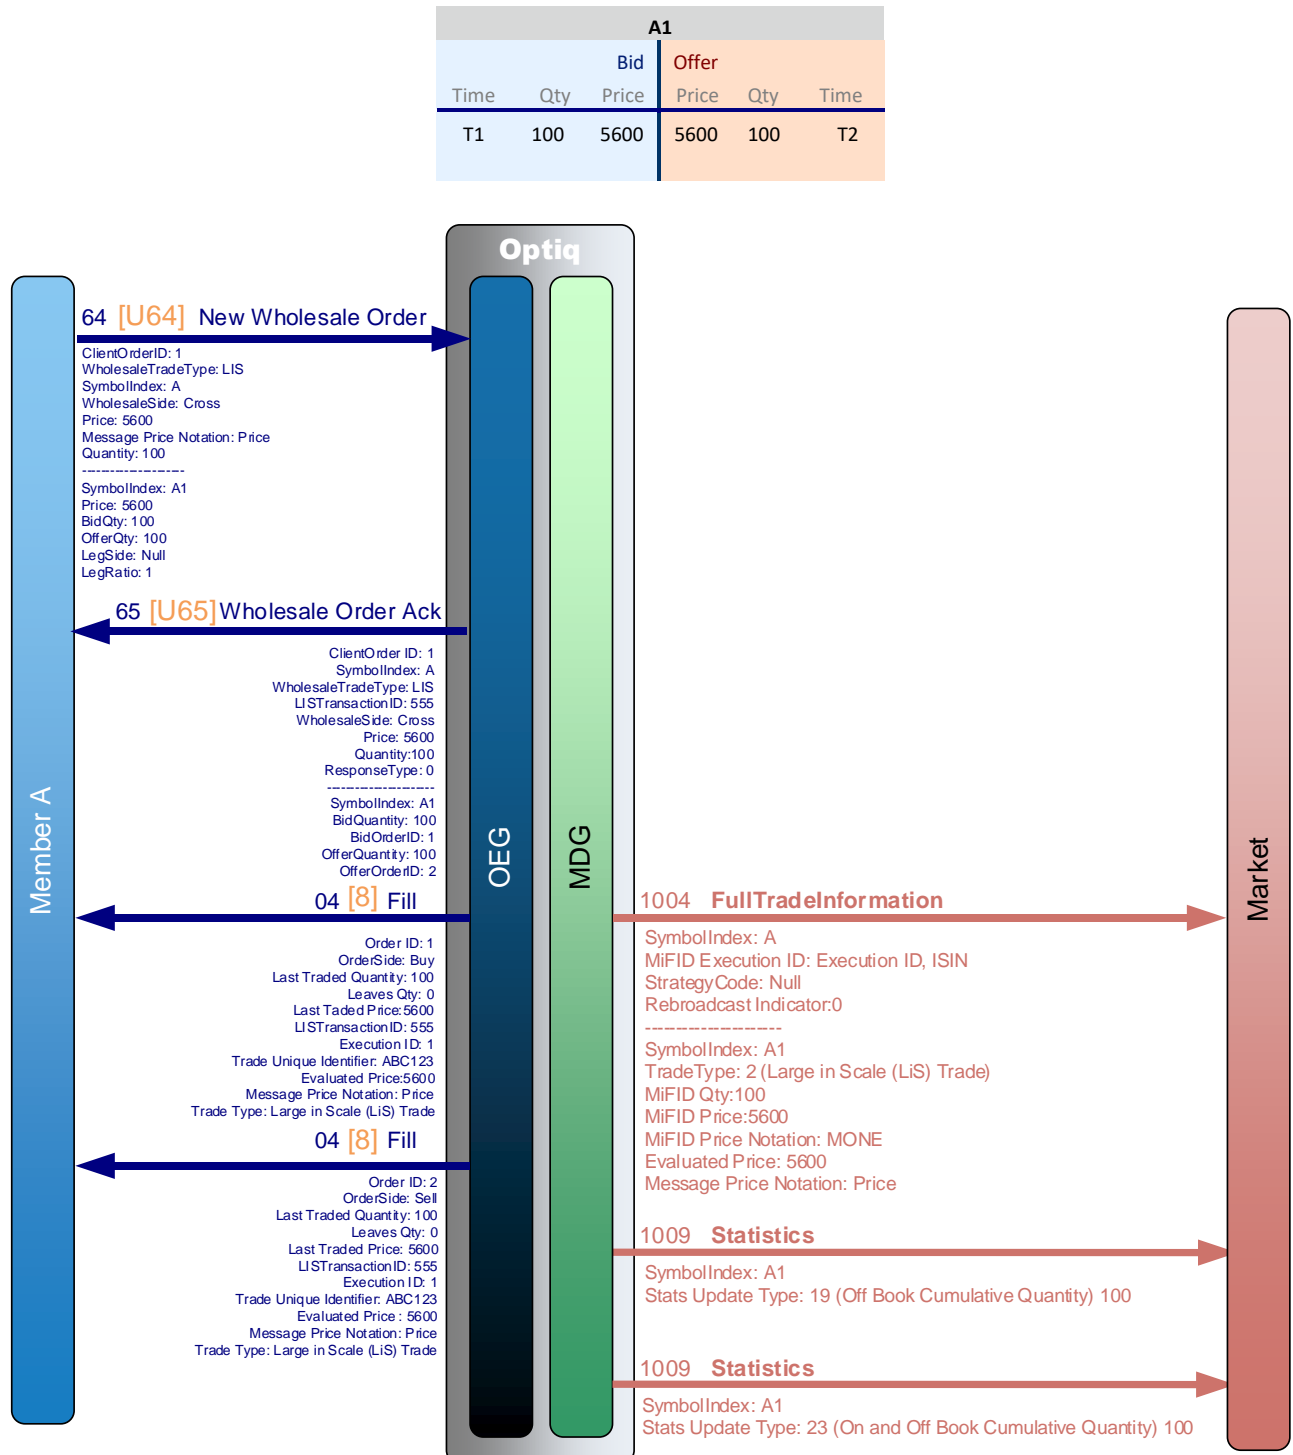 A1
Bid Offer
Time Qty Price Price Qty Time
T1 100 5600 5600 100 T2
Optiq
Member A
OEG
MDG
Market
64 [U64] New Wholesale Order
ClientOrderID: 1
WholesaleTradeType: LIS
SymbolIndex: A
WholesaleSide: Cross
Price: 5600
Message Price Notation: Price
Quantity: 100
----------------------
SymbolIndex: A1
Price: 5600
BidQty: 100
OfferQty: 100
LegSide: Null
LegRatio: 1
65 [U65] Wholesale Order Ack
ClientOrder ID: 1
SymbolIndex: A
WholesaleTradeType: LIS
LISTransactionID: 555
WholesaleSide: Cross
Price: 5600
Quantity:100
ResponseType: 0
-----------------------
SymbolIndex: A1
BidQuantity: 100
BidOrderID: 1
OfferQuantity: 100
OfferOrderID: 2
04 [8] Fill
Order ID: 1
OrderSide: Buy
Last Traded Quantity: 100
Leaves Qty: 0
Last Taded Price:5600
LISTransactionID: 555
Execution ID: 1
Trade Unique Identifier: ABC123
Evaluated Price:5600
Message Price Notation: Price
Trade Type: Large in Scale (LiS) Trade
04 [8] Fill
Order ID: 2
OrderSide: Sell
Last Traded Quantity: 100
Leaves Qty: 0
Last Traded Price: 5600
LISTransactionID: 555
Execution ID: 1
Trade Unique Identifier: ABC123
Evaluated Price : 5600
Message Price Notation: Price
Trade Type: Large in Scale (LiS) Trade
1004 FullTradeInformation
SymbolIndex: A
MiFID Execution ID: Execution ID, ISIN
StrategyCode: Null
Rebroadcast Indicator:0
-----------------------
SymbolIndex: A1
TradeType: 2 (Large in Scale (LiS) Trade)
MiFID Qty:100
MiFID Price:5600
MiFID Price Notation: MONE
Evaluated Price: 5600
Message Price Notation: Price
1009 Statistics
SymbolIndex: A1
Stats Update Type: 19 (Off Book Cumulative Quantity) 100
1009 Statistics
SymbolIndex: A1
Stats Update Type: 23 (On and Off Book Cumulative Quantity) 100